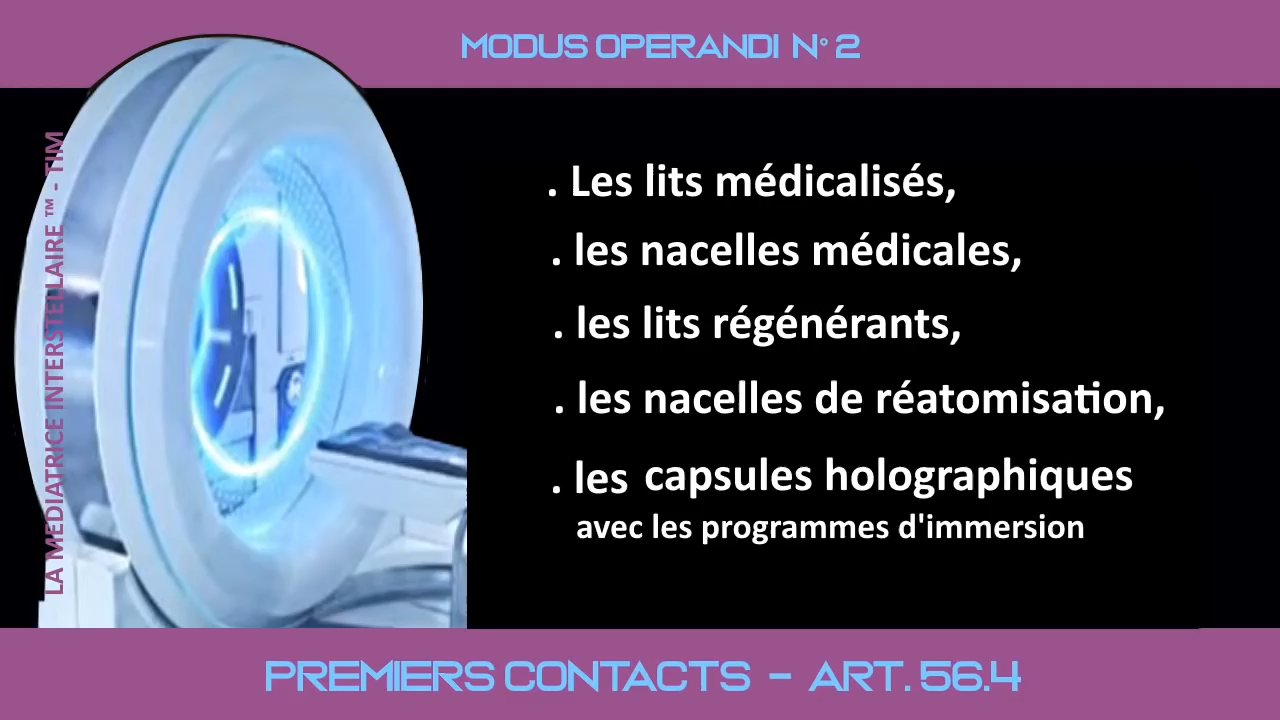 MODUS OPERANDI N° 2
LA MEDIATRICE INTERSTELLAIRE ™ - TIM
. Les lits médicalisés,
. les nacelles médicales,
. les lits régénérants,
. les nacelles de réatomisation,
. les capsules holographiques
avec les programmes d'immersion
PREMIERS CONTACTS - ART. 56.4